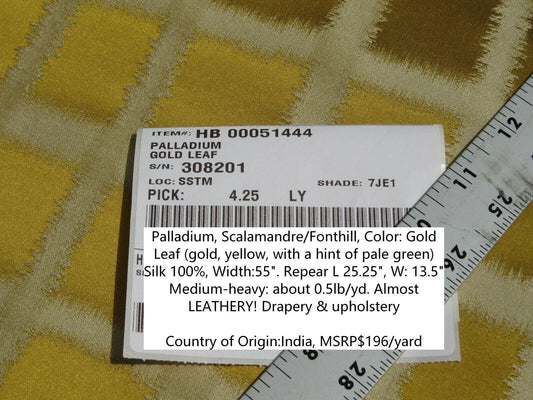 ITEM#: HB 00051444
PALLADIUM
GOLD LEAF
S/N: 308201
LOC: SSTM
SHADE: 7JE1
PICK: 4.25 LY
Palladium, Scalamandre/Fonthill, Color: Gold
Leaf (gold, yellow, with a hint of pale green)
Silk 100%, Width:55". Repear L 25.25", W: 13.5"
Medium-heavy: about 0.5lb/yd. Almost
LEATHERY! Drapery & upholstery
Country of Origin:India, MSRP$196/yard
12
11
27
28